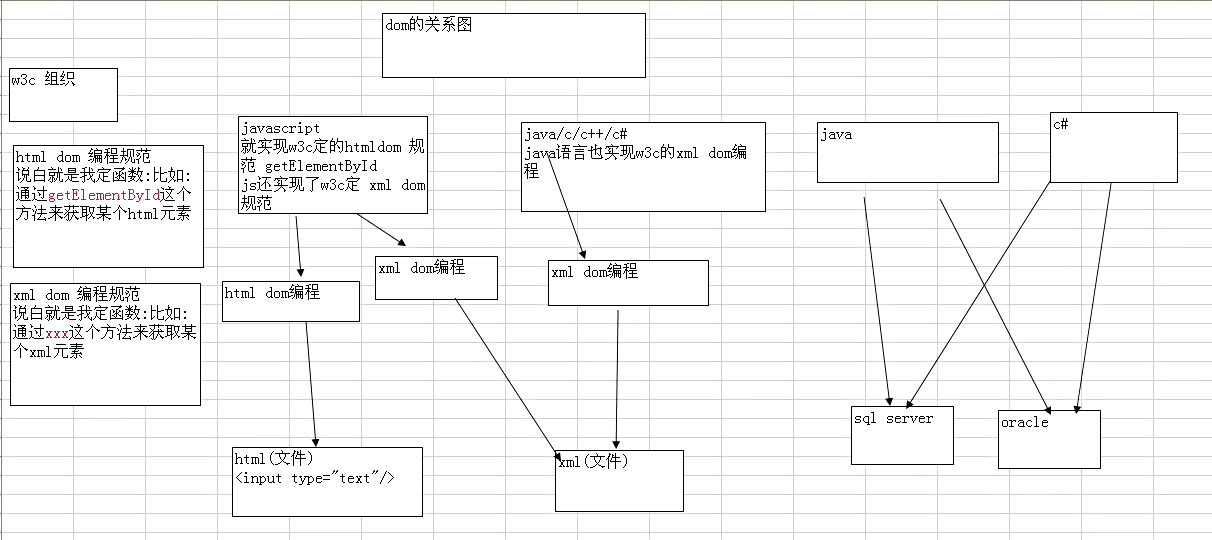 dom的关系图
w3c 组织
html dom 编程规范
说白就是我定函数:比如:
通过getElementById这个
方法来获取某个html元素
xml dom 编程规范
说白就是我定函数:比如:
通过xxx这个方法来获取某
个xml元素
javascript
就实现w3c定的htmldom 规
范 getElementById
js还实现了w3c定 xml dom
规范
java/c/c++/c#
java语言也实现w3c的xml dom编
程
java
c#
html dom编程
xml dom编程
xml dom编程
html(文件)
<input type="text"/>
xml(文件)
sql server
oracle